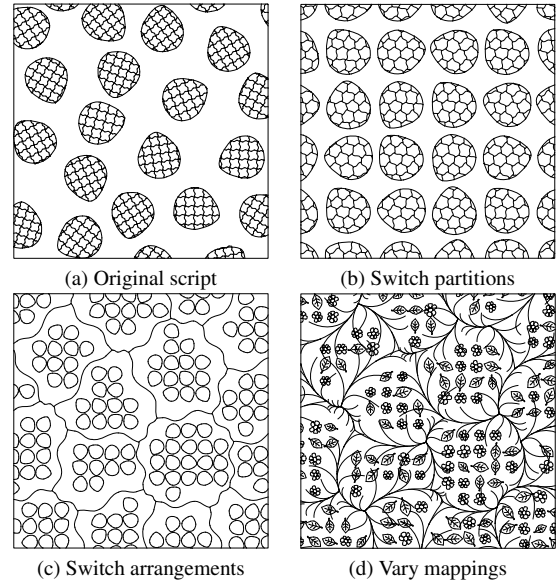 (a) Original script
(b) Switch partitions
(c) Switch arrangements
(d) Vary mappings